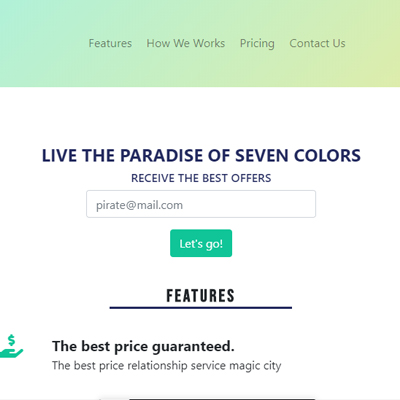 Features How We Works Pricing Contact Us
LIVE THE PARADISE OF SEVEN COLORS
RECEIVE THE BEST OFFERS
pirate@mail.com
Let's go!
FEATURES
$
The best price guaranteed.
The best price relationship service magic city